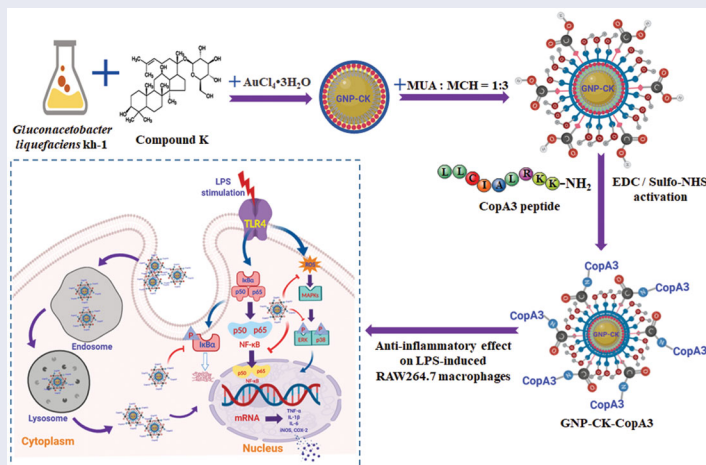 AuCl₄•3H₂O
MUA : MCH = 1:3
GNP-CK
GNP-CK
Gluconacetobacter
liquefaciens kh-1
Compound K
L L C I A L R K K-NH₂
CopA3 peptide
EDC / Sulfo-NHS
activation
CopA3
CopA3
CopA3
CopA3
CopA3
CopA3
GNP-CK
GNP-CK-CopA3
Anti-inflammatory effect
on LPS-induced
RAW264.7 macrophages
LPS
stimulation
TLR4
ROS
IκBα
p50 p65
MAPKs
p50 p65
NF-κB
P
IκBα
P
P
ERK
p38
Endosome
Lysosome
p50 p65
NF-κB
mRNA
TNF-α
IL-1β
IL-6
iNOS, COX-2
Cytoplasm
Nucleus